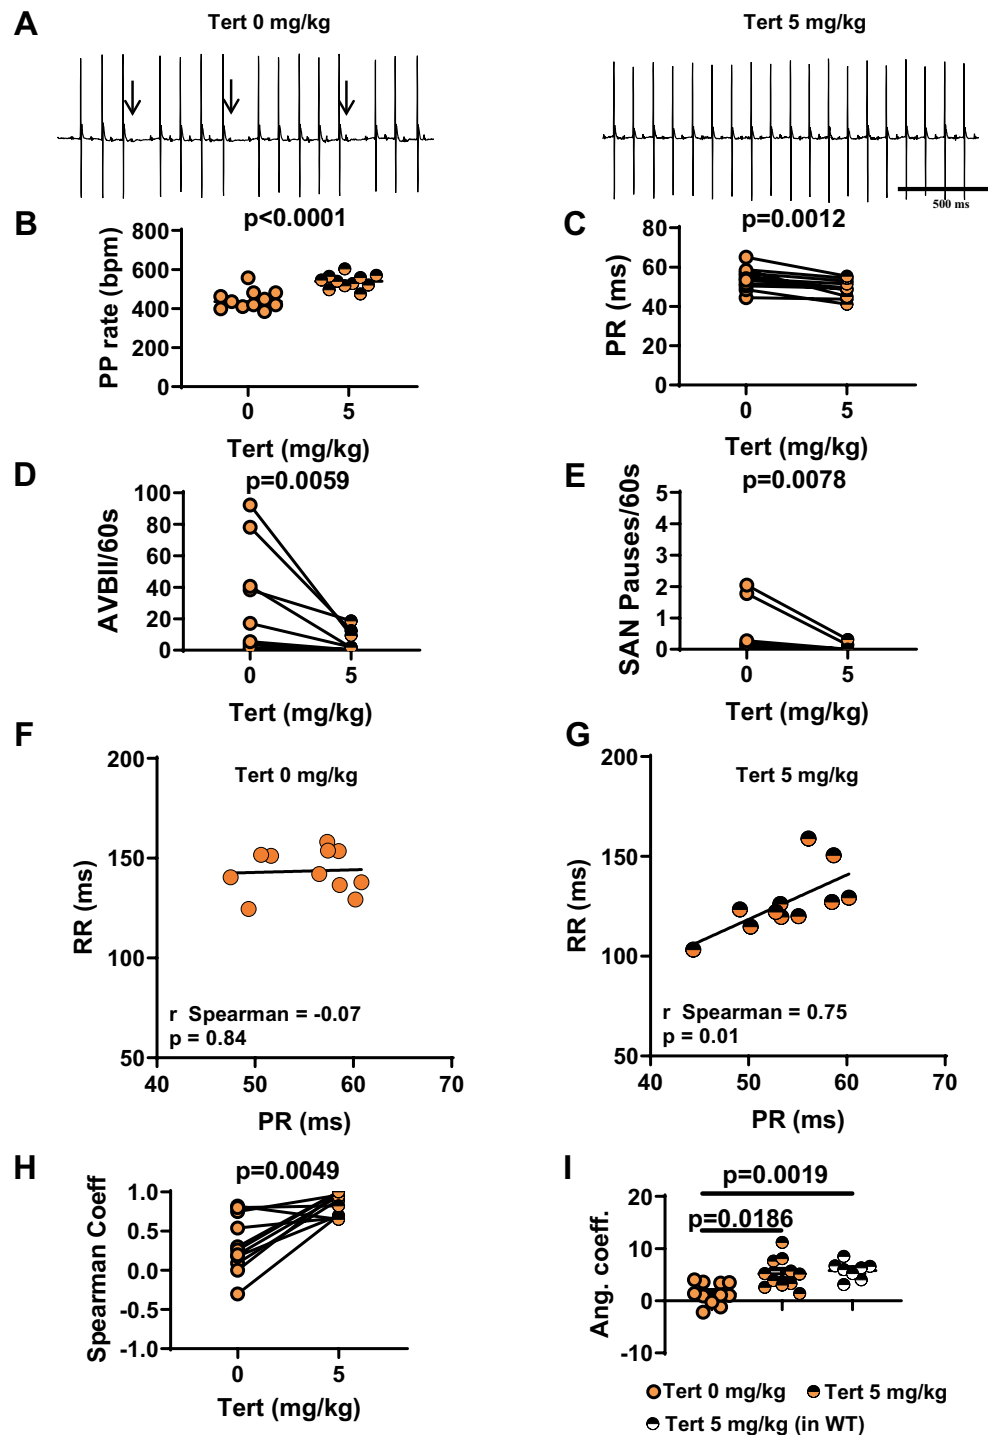 A
Tert 0 mg/kg
Tert 5 mg/kg
500 ms
B
p<0.0001
PP rate (bpm)
800
600
400
200
0
0 5
Tert (mg/kg)
C
p=0.0012
PR (ms)
80
60
40
20
0
0 5
Tert (mg/kg)
D
p=0.0059
AVBII/60s
100
80
60
40
20
0
0 5
Tert (mg/kg)
E
p=0.0078
SAN Pauses/60s
5
4
3
2
1
0
0 5
Tert (mg/kg)
F
Tert 0 mg/kg
RR (ms)
200
150
100
50
r Spearman = -0.07
p = 0.84
40 50 60 70
PR (ms)
G
Tert 5 mg/kg
RR (ms)
200
150
100
50
r Spearman = 0.75
p = 0.01
40 50 60 70
PR (ms)
H
p=0.0049
Spearman Coeff
1.0
0.5
0.0
-0.5
-1.0
0 5
Tert (mg/kg)
I
p=0.0019
p=0.0186
Ang. coeff.
20
10
0
-10
Tert 0 mg/kg
Tert 5 mg/kg
Tert 5 mg/kg (in WT)